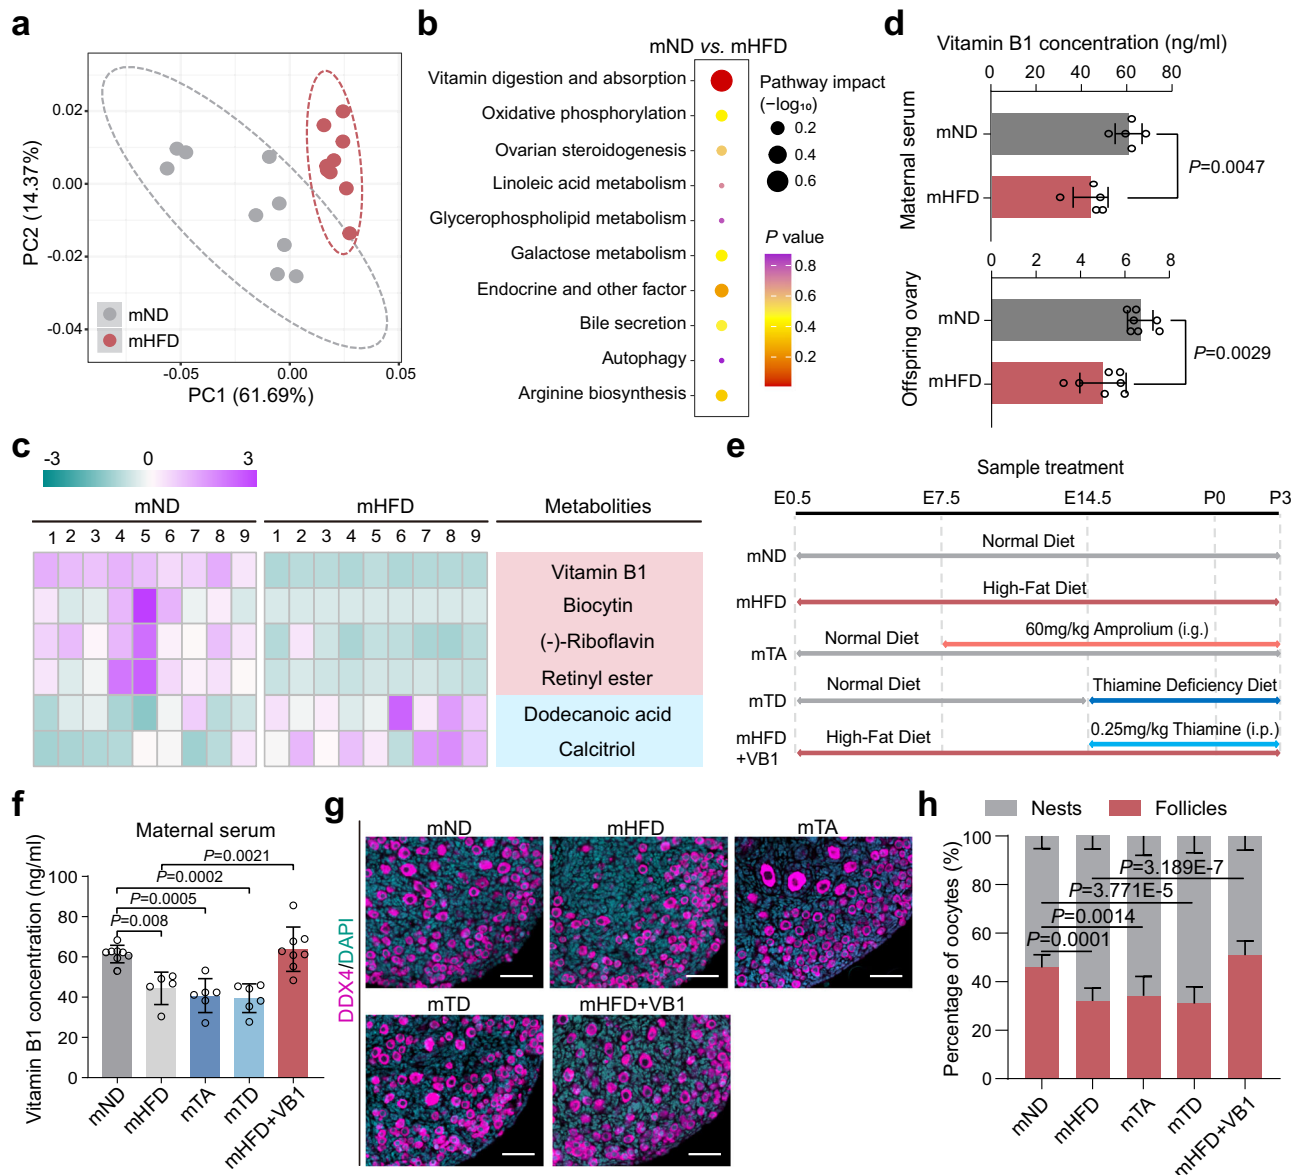 a
PC2 (14.37%)
0.02
0.00
-0.02
-0.04
mND
mHFD
-0.05
0.00
0.05
PC1 (61.69%)
b
mND vs. mHFD
Vitamin digestion and absorption
Oxidative phosphorylation
Ovarian steroidogenesis
Linoleic acid metabolism
Glycerophospholipid metabolism
Galactose metabolism
Endocrine and other factor
Bile secretion
Autophagy
Arginine biosynthesis
Pathway impact
(−log₁₀)
0.2
0.4
0.6
P value
0.8
0.6
0.4
0.2
d
Vitamin B1 concentration (ng/ml)
0 20 40 60 80
Maternal serum
mND
mHFD
P=0.0047
0 2 4 6 8
Offspring ovary
mND
mHFD
P=0.0029
c
-3 0 3
mND mHFD Metabolities
1 2 3 4 5 6 7 8 9 1 2 3 4 5 6 7 8 9
Vitamin B1
Biocytin
(-)-Riboflavin
Retinyl ester
Dodecanoic acid
Calcitriol
e
Sample treatment
E0.5 E7.5 E14.5 P0 P3
mND Normal Diet
mHFD High-Fat Diet
mTA Normal Diet 60mg/kg Amprolium (i.g.)
mTD Normal Diet Thiamine Deficiency Diet
mHFD
+VB1
High-Fat Diet 0.25mg/kg Thiamine (i.p.)
f
Maternal serum
Vitamin B1 concentration (ng/ml)
100
80
60
40
20
0
P=0.0021
P=0.0002
P=0.0005
P=0.008
mND
mHFD
mTA
mTD
mHFD+VB1
g
DDX4/DAPI
mND mHFD mTA
mTD mHFD+VB1
h
Nests Follicles
Percentage of oocytes (%)
100
80
60
40
20
0
P=3.189E-7
P=3.771E-5
P=0.0014
P=0.0001
mND
mHFD
mTA
mTD
mHFD+VB1